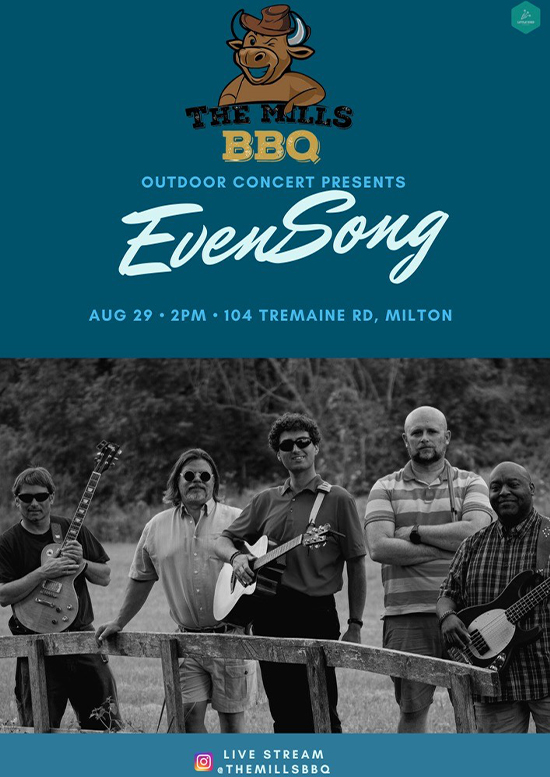 THE MILLS
BBQ
OUTDOOR CONCERT PRESENTS
EvenSong
AUG 29 • 2PM • 104 TREMAINE RD, MILTON
LIVE STREAM
@THEMILLSBBQ